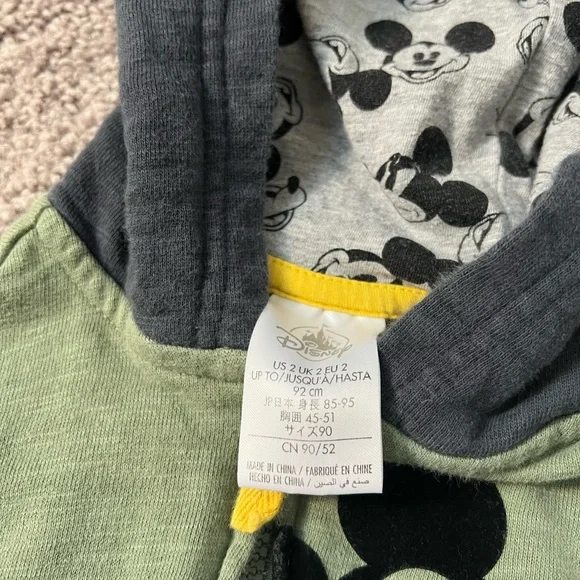 Disney
US 2 UK 2 EU 2
UP TO/JUSQU'À/HASTA
92 cm
JP日本 身長 85-95
胸囲 45-51
サイズ90
CN 90/52
MADE IN CHINA / FABRIQUÉ EN CHINE
HECHO EN CHINA / صنع في الصين